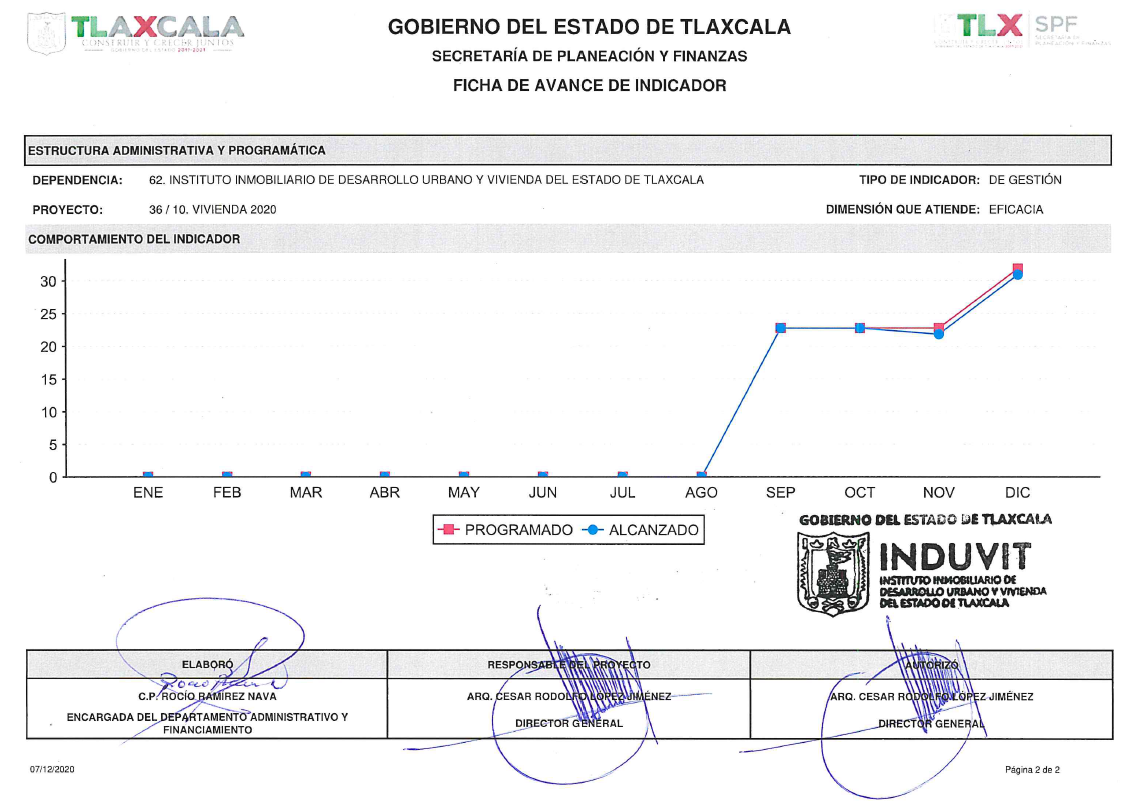 TLAXCALA
CONSTRUIR Y CRECER JUNTOS
GOBIERNO DEL ESTADO 2017-2021
GOBIERNO DEL ESTADO DE TLAXCALA
SECRETARÍA DE PLANEACIÓN Y FINANZAS
FICHA DE AVANCE DE INDICADOR
TLX SPF
ESTRUCTURA ADMINISTRATIVA Y PROGRAMÁTICA
DEPENDENCIA: 62. INSTITUTO INMOBILIARIO DE DESARROLLO URBANO Y VIVIENDA DEL ESTADO DE TLAXCALA TIPO DE INDICADOR: DE GESTIÓN
PROYECTO: 36 / 10. VIVIENDA 2020 DIMENSIÓN QUE ATIENDE: EFICACIA
COMPORTAMIENTO DEL INDICADOR
30
25
20
15
10
5
0
ENE FEB MAR ABR MAY JUN JUL AGO SEP OCT NOV DIC
PROGRAMADO ALCANZADO
GOBIERNO DEL ESTADO DE TLAXCALA
INDUVIT
INSTITUTO INMOBILIARIO DE
DESARROLLO URBANO Y VIVIENDA
DEL ESTADO DE TLAXCALA
ELABORÓ RESPONSABLE DEL PROYECTO AUTORIZÓ
C.P. ROCÍO RAMIREZ NAVA ARQ. CESAR RODOLFO LÓPEZ JIMÉNEZ ARQ. CESAR RODOLFO LÓPEZ JIMÉNEZ
ENCARGADA DEL DEPARTAMENTO ADMINISTRATIVO Y
FINANCIAMIENTO DIRECTOR GENERAL DIRECTOR GENERAL
07/12/2020 Página 2 de 2